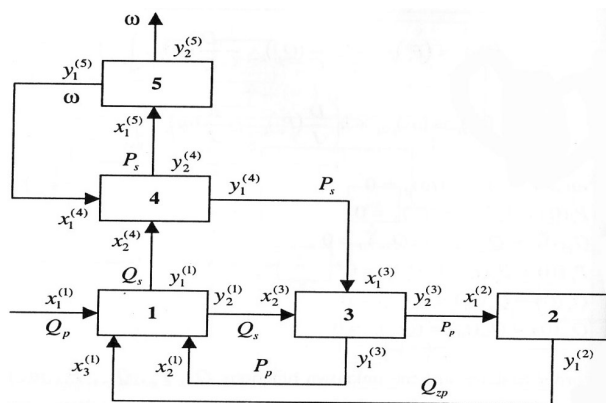 ω
y₁⁽⁵⁾ y₂⁽⁵⁾
5
ω
x₁⁽⁵⁾
Pₛ y₂⁽⁴⁾
4 y₁⁽⁴⁾ Pₛ
x₁⁽⁴⁾
x₂⁽⁴⁾
Qₛ y₁⁽¹⁾ x₁⁽³⁾
x₁⁽¹⁾ y₂⁽¹⁾ x₂⁽³⁾ y₂⁽³⁾ x₁⁽²⁾
1 3 2
Qₚ Qₛ Pₚ
x₃⁽¹⁾ x₂⁽¹⁾ Pₚ y₁⁽³⁾ y₁⁽²⁾
Q_zp